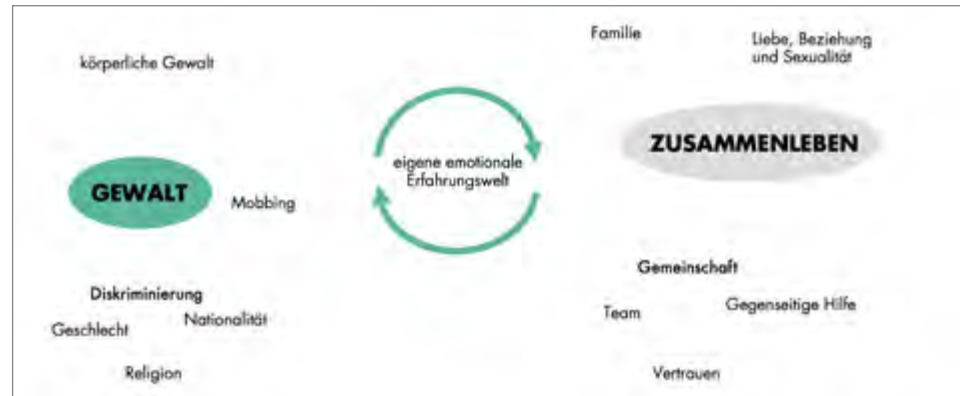 körperliche Gewalt
GEWALT
Mobbing
Diskriminierung
Geschlecht
Nationalität
Religion
eigene emotionale
Erfahrungswelt
Familie
Liebe, Beziehung
und Sexualität
ZUSAMMENLEBEN
Gemeinschaft
Team
Gegenseitige Hilfe
Vertrauen